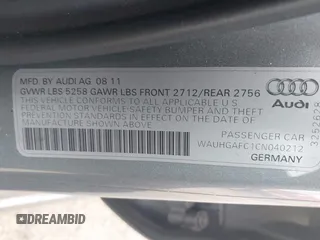 MFD. BY AUDI AG 08 11
GVWR LBS 5258 GAWR LBS FRONT 2712/REAR 2756
THIS VEHICLE CONFORMS TO ALL APPLICABLE U.S.
FEDERAL MOTOR VEHICLE SAFETY BUMPER AND THEFT
PREVENTION STANDARDS IN EFFECT ON THE DATE OF
MANUFACTURE SHOWN ABOVE
Audi
PASSENGER CAR
WAUHGAFC1CN040212
GERMANY
3252628
DREAMBID